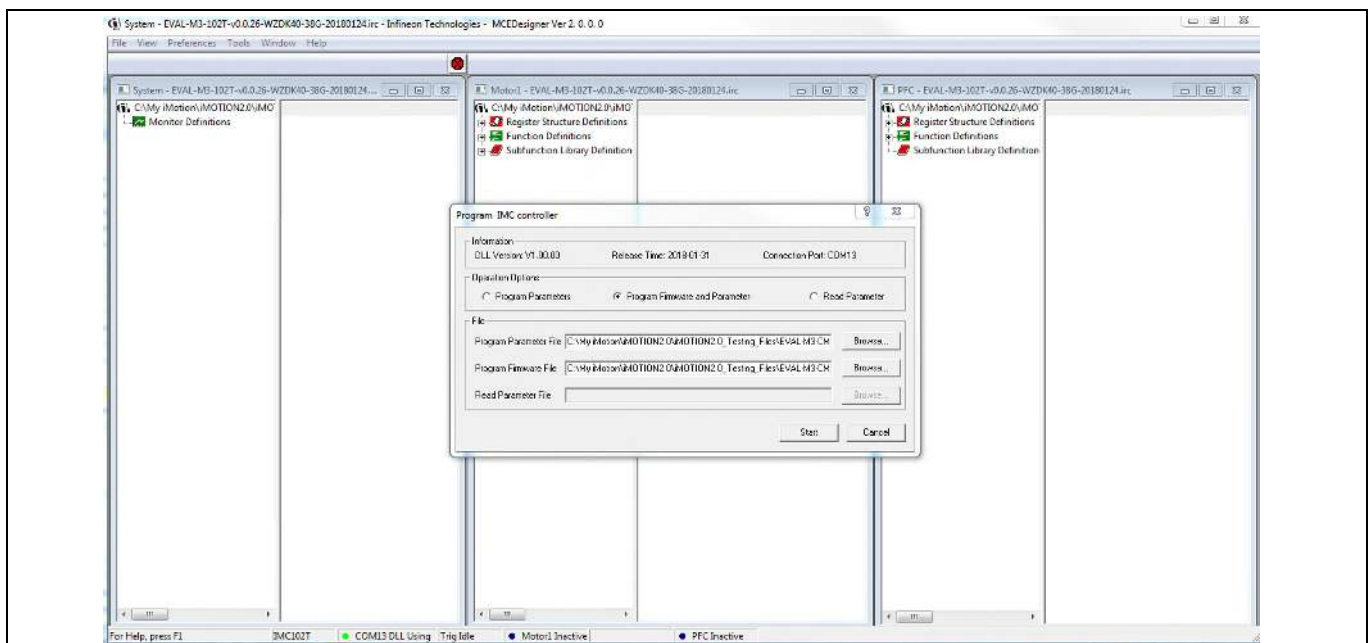 System - EVAL-M3-102T-v0.0.26-WZDK40-38G-20180124.irc - Infineon Technologies - MCEDesigner Ver 2. 0. 0. 0
File View Preferences Tools Window Help
System - EVAL-M3-102T-v0.0.26-WZDK40-38G-20180124....
C:\My iMotion\iMOTION2.0\iMO
Monitor Definitions
Motor1 - EVAL-M3-102T-v0.0.26-WZDK40-38G-20180124.irc
C:\My iMotion\iMOTION2.0\iMO
Register Structure Definitions
Function Definitions
Subfunction Library Definition
PFC - EVAL-M3-102T-v0.0.26-WZDK40-38G-20180124.irc
C:\My iMotion\iMOTION2.0\iMO
Register Structure Definitions
Function Definitions
Subfunction Library Definition
Program IMC controller
Information
DLL Version: V1.00.00 Release Time: 2018-01-31 Connection Port: COM13
Operation Options
Program Parameters Program Firmware and Parameter Read Parameter
File
Program Parameter File C:\My iMotion\iMOTION2.0\iMOTION2.0_Testing_Files\EVAL-M3-CM Browse...
Program Firmware File C:\My iMotion\iMOTION2.0\iMOTION2.0_Testing_Files\EVAL-M3-CM Browse...
Read Parameter File Browse...
Start Cancel
For Help, press F1 IMC102T COM13 DLL Using Trig Idle Motor1 Inactive PFC Inactive